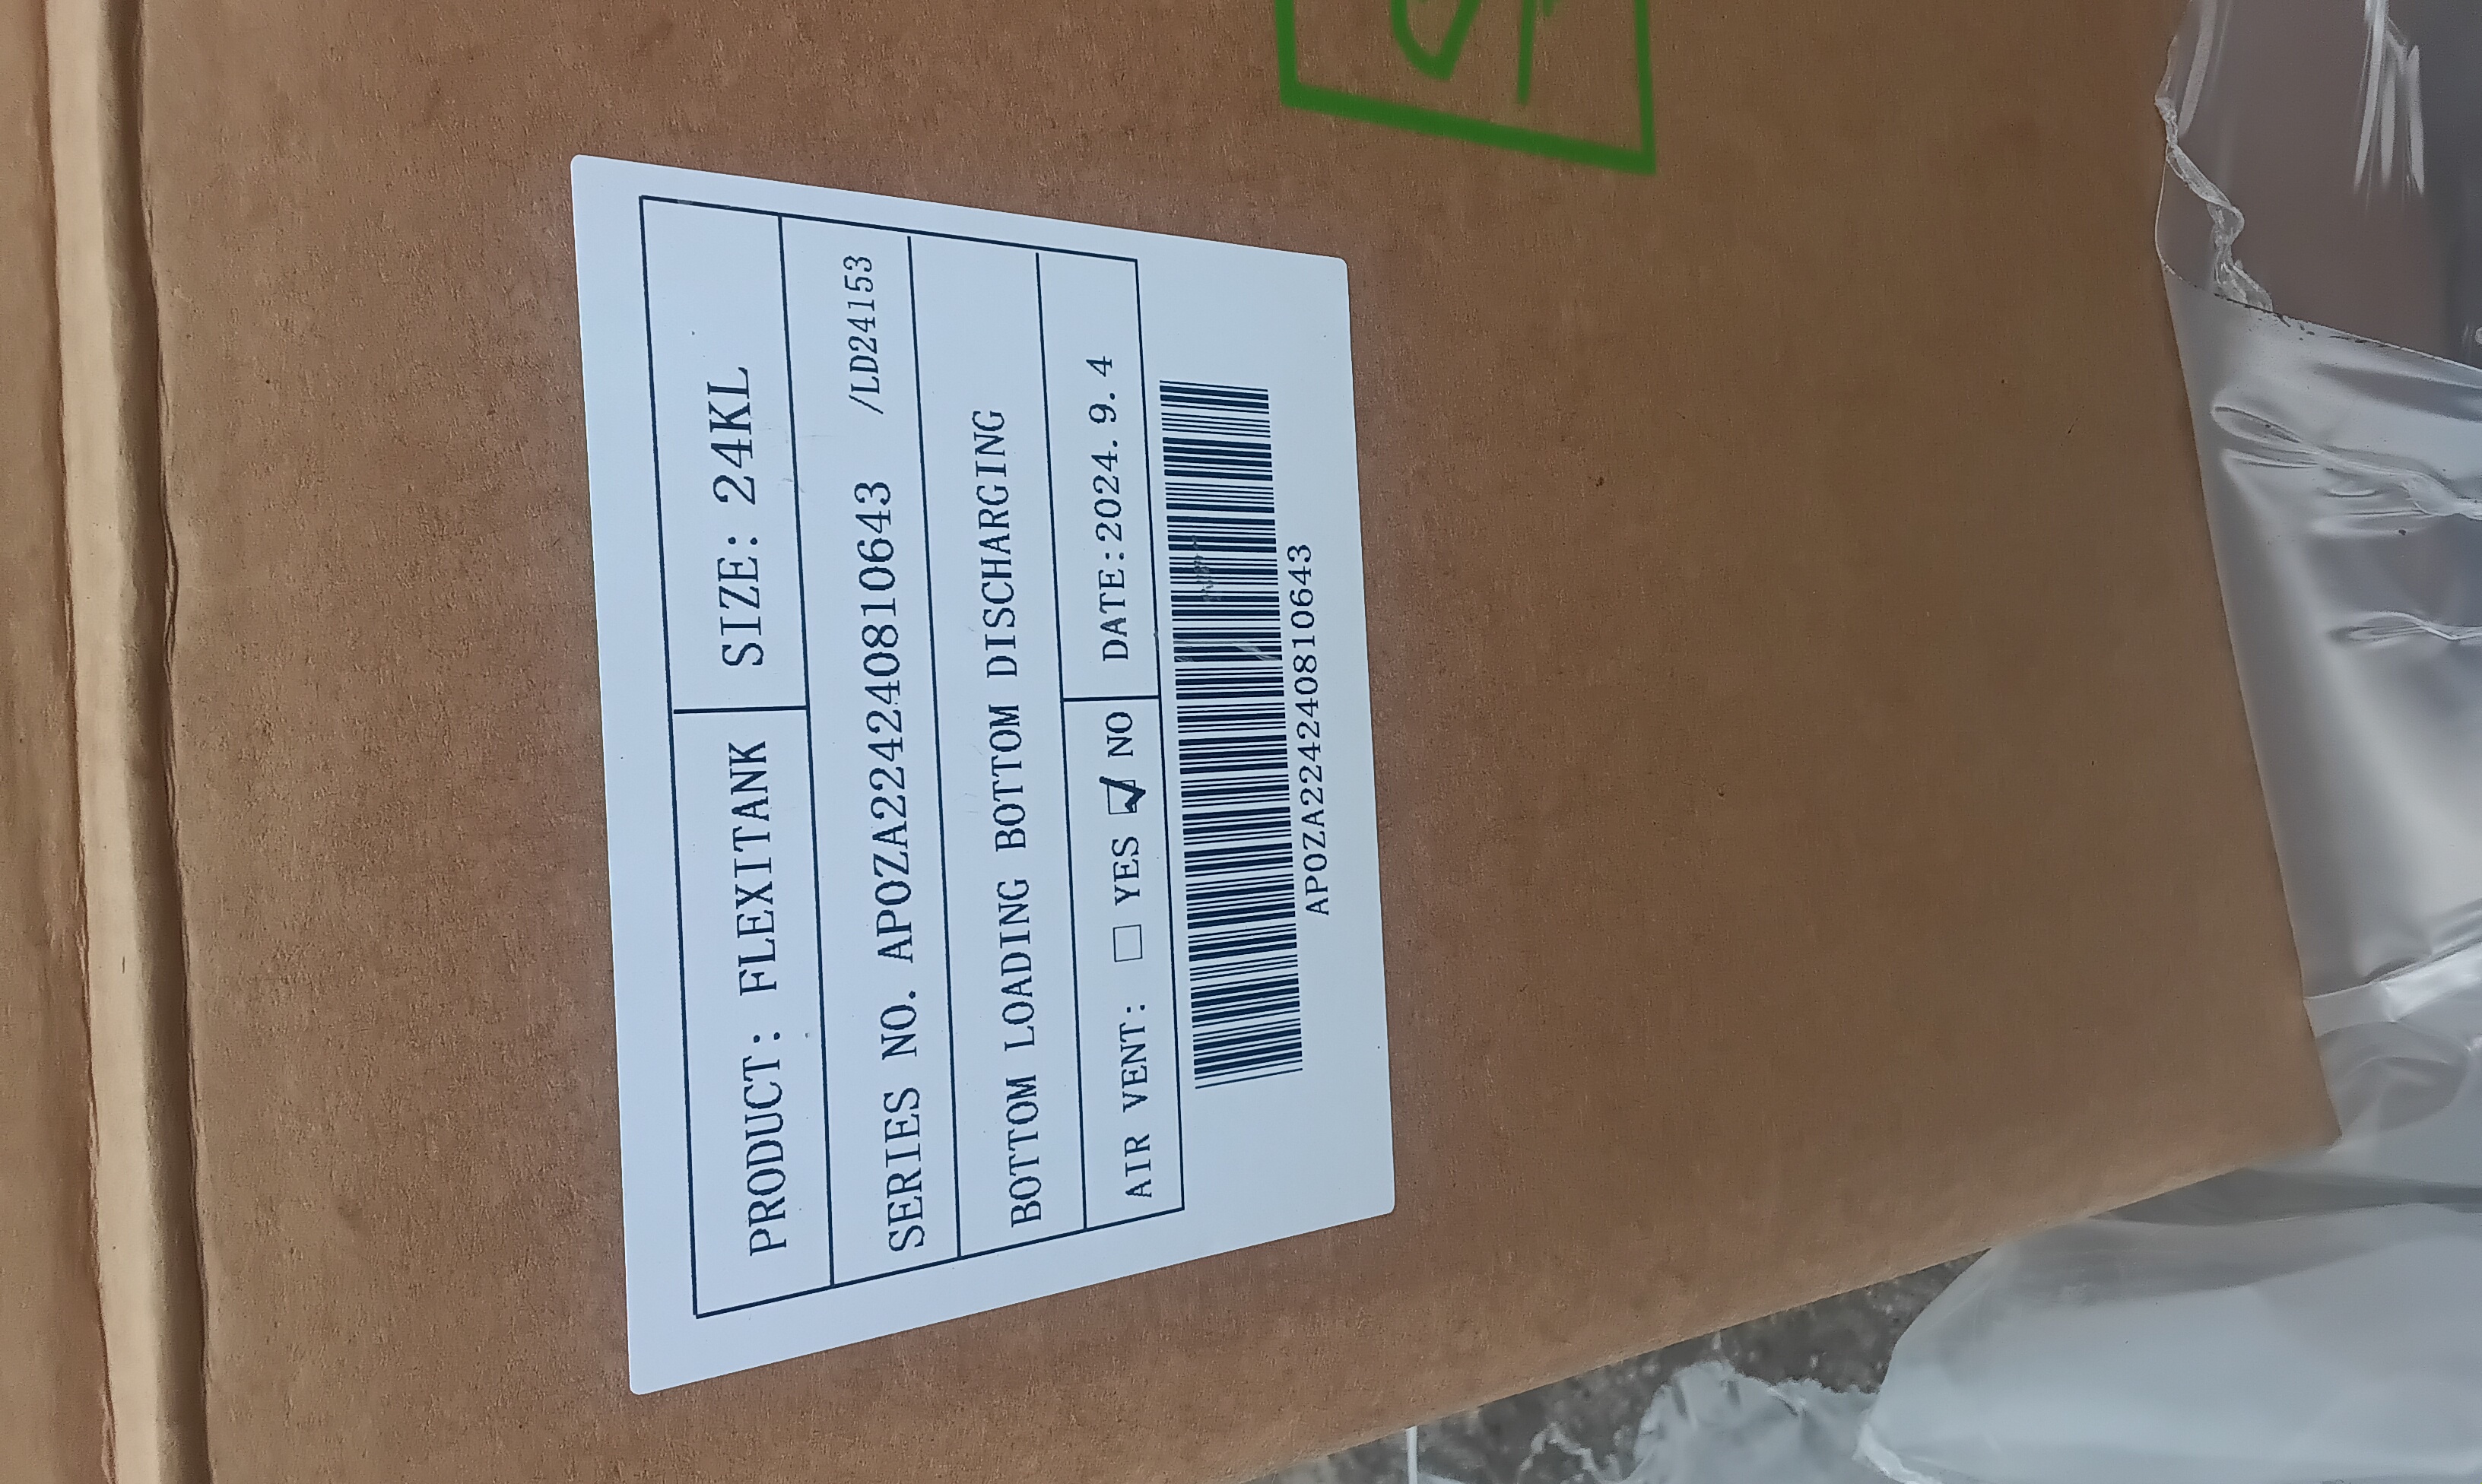 PRODUCT: FLEXITANK SIZE: 24KL
SERIES NO. APOZA224240810643 /LD24153
BOTTOM LOADING BOTTOM DISCHARGING
AIR VENT: □ YES ☑ NO DATE:2024.9.4
APOZA224240810643